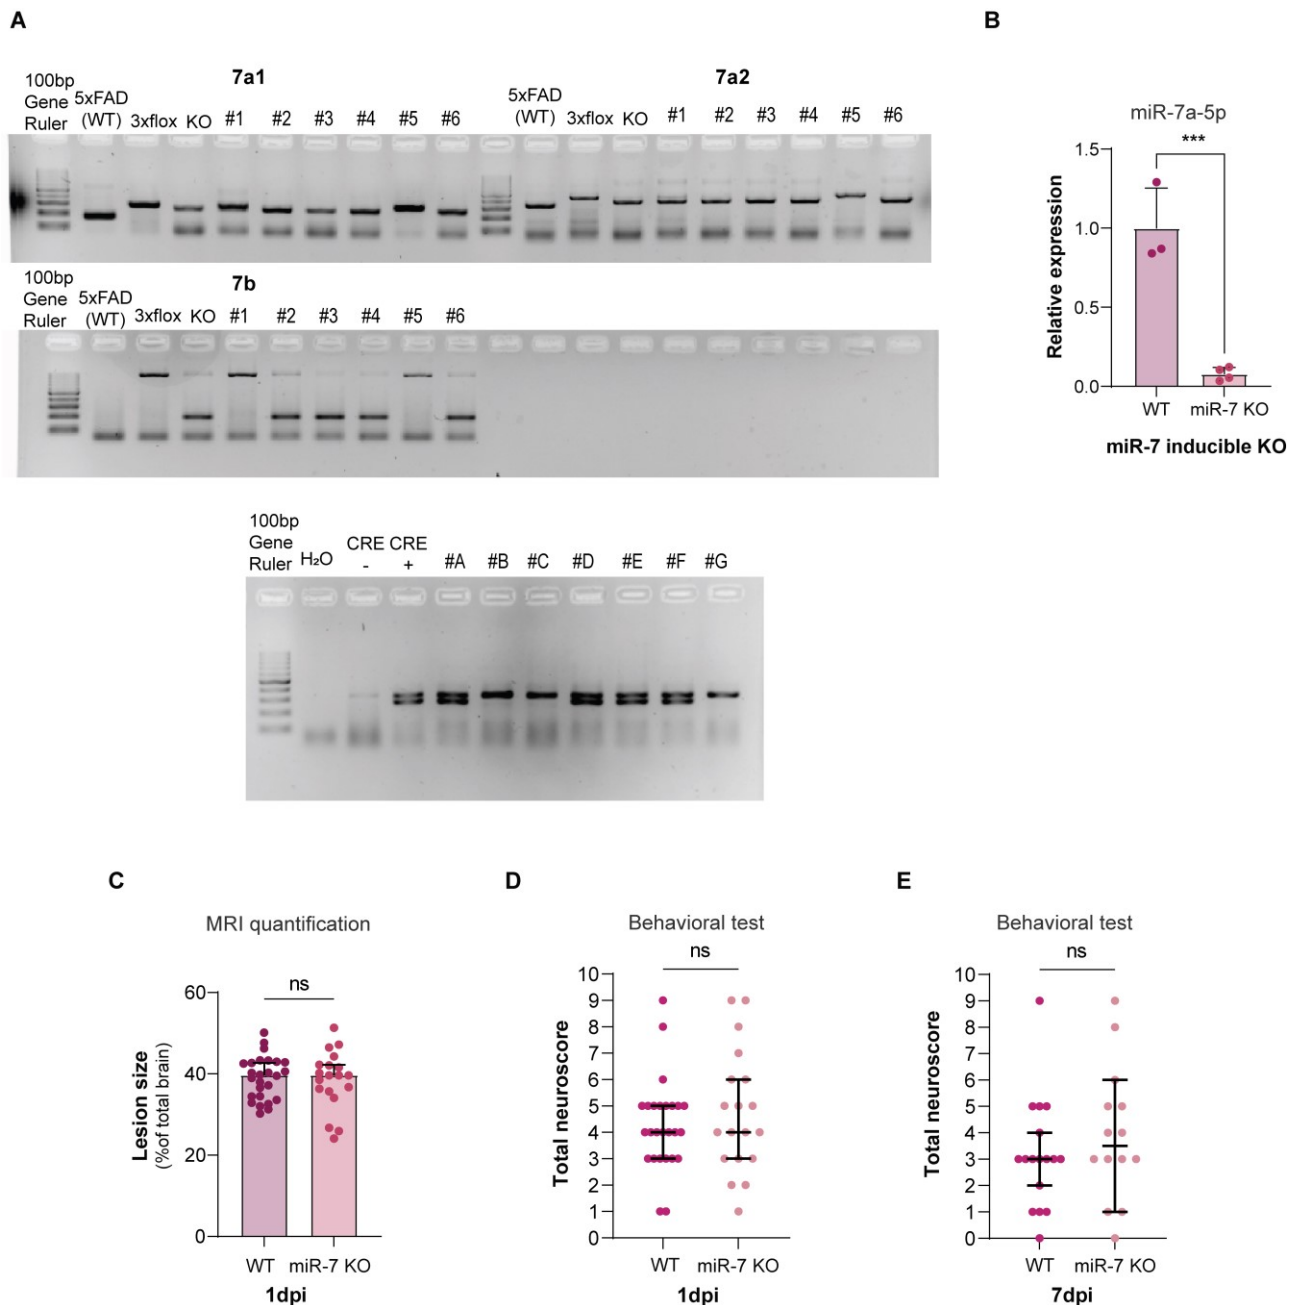 A
B
7a1
7a2
100bp
Gene
Ruler
5xFAD
(WT)
3xflox KO #1 #2 #3 #4 #5 #6
5xFAD
(WT)
3xflox KO #1 #2 #3 #4 #5 #6
7b
100bp
Gene
Ruler
5xFAD
(WT)
3xflox KO #1 #2 #3 #4 #5 #6
100bp
Gene
Ruler
H₂O
CRE
-
CRE
+
#A #B #C #D #E #F #G
miR-7a-5p
***
Relative expression
1.5
1.0
0.5
0.0
WT miR-7 KO
miR-7 inducible KO
C
MRI quantification
ns
Lesion size
(%of total brain)
60
40
20
0
WT miR-7 KO
1dpi
D
Behavioral test
ns
Total neuroscore
10
9
8
7
6
5
4
3
2
1
0
WT miR-7 KO
1dpi
E
Behavioral test
ns
Total neuroscore
10
9
8
7
6
5
4
3
2
1
0
WT miR-7 KO
7dpi